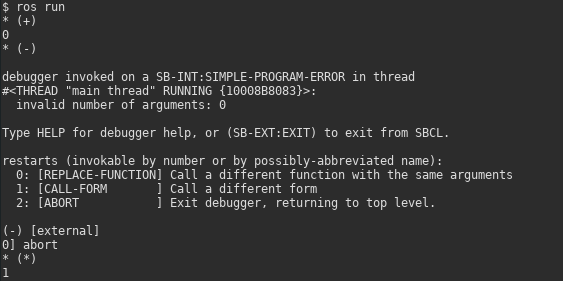 $ ros run
* (+)
0
* (-)
debugger invoked on a SB-INT:SIMPLE-PROGRAM-ERROR in thread
#<THREAD "main thread" RUNNING {10008B8083}>:
  invalid number of arguments: 0
Type HELP for debugger help, or (SB-EXT:EXIT) to exit from SBCL.
restarts (invokable by number or by possibly-abbreviated name):
  0: [REPLACE-FUNCTION] Call a different function with the same arguments
  1: [CALL-FORM       ] Call a different form
  2: [ABORT           ] Exit debugger, returning to top level.
(-) [external]
0] abort
* (*)
1